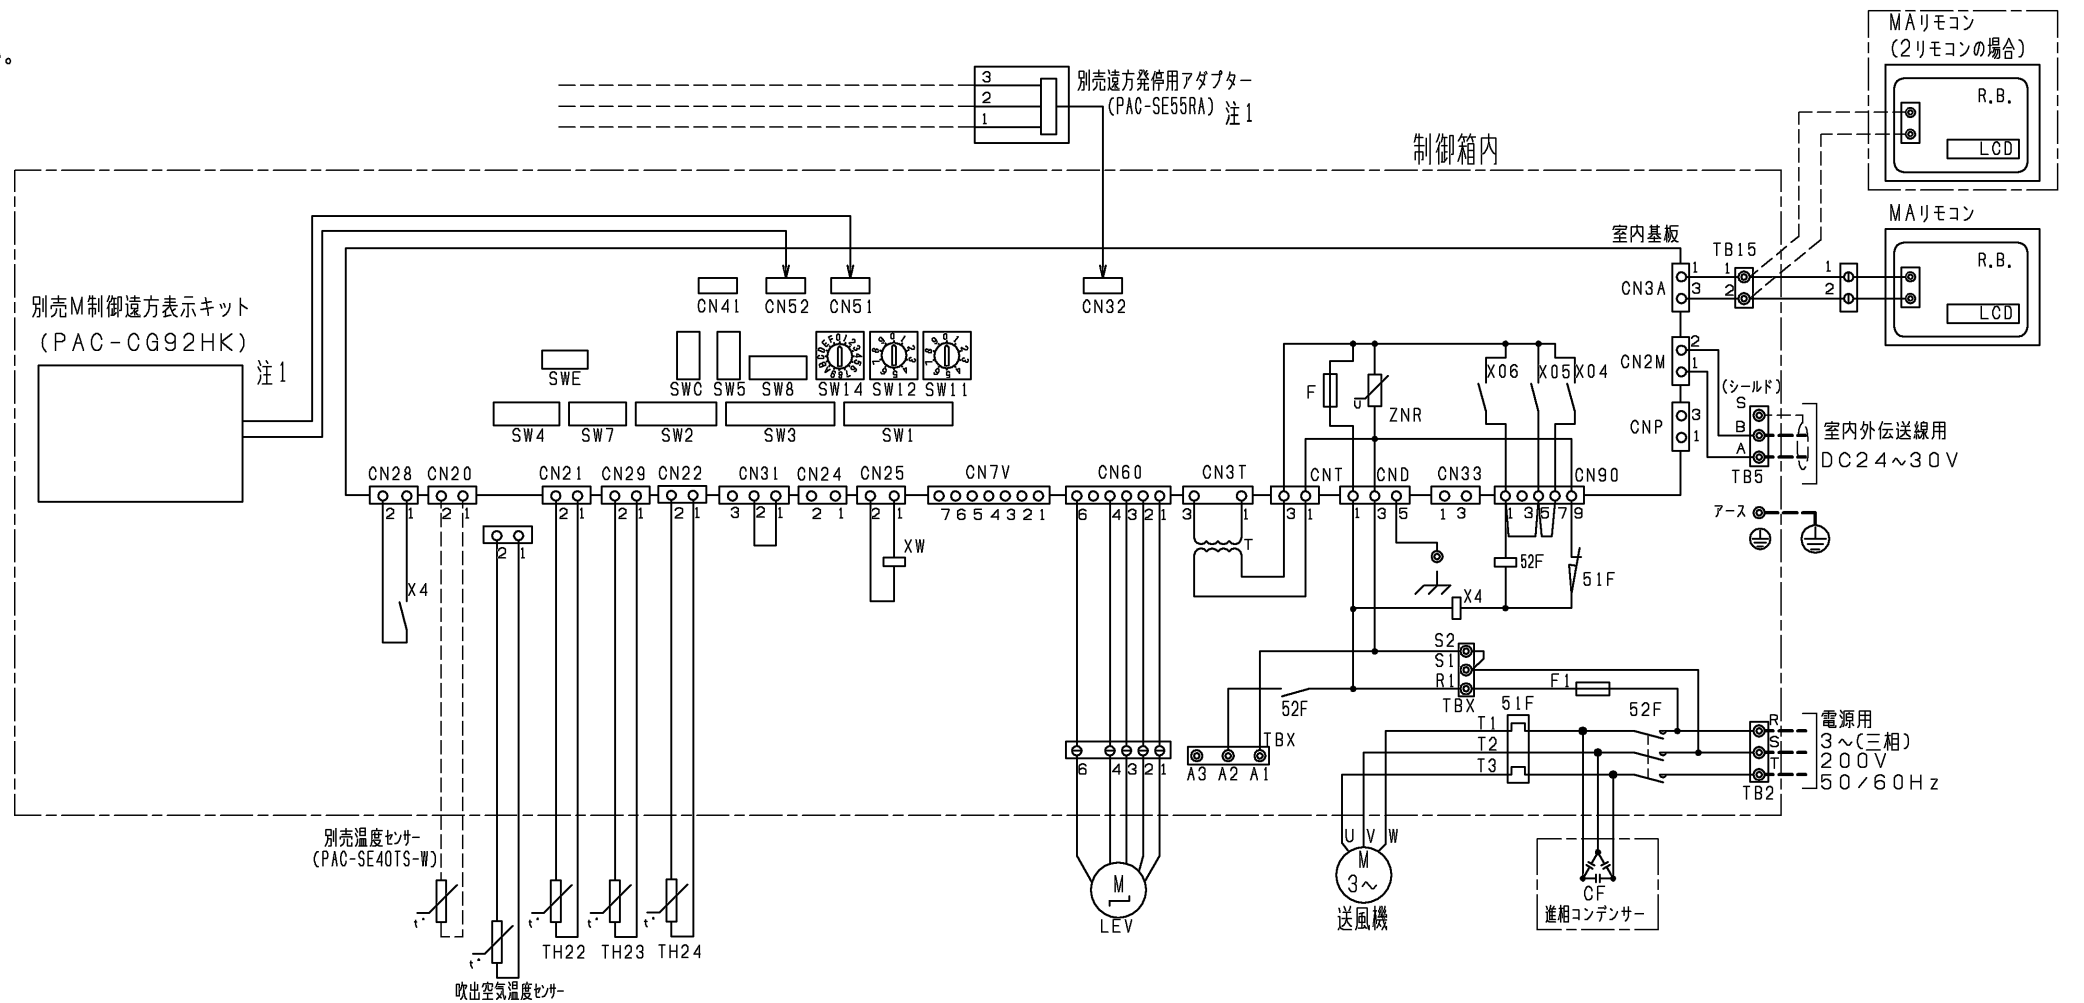 い。
MAリモコン
(2リモコンの場合)
R.B.
LCD
3
2
1
別売遠方発停用アダプター
(PAC-SE55RA) 注1
制御箱内
MAリモコン
R.B.
LCD
室内基板
TB15
CN3A
1
3
1
2
1
2
CN41 CN52 CN51 CN32
別売M制御遠方表示キット
(PAC-CG92HK)
注1
SWE SWC SW5 SW8 SW14 SW12 SW11
SW4 SW7 SW2 SW3 SW1
F
ZNR
X06 X05 X04
CN2M
2
1
CNP
3
1
(シールド)
S
B
A
TB5
室内外伝送線用
DC24~30V
アース
CN28 CN20 CN21 CN29 CN22 CN31 CN24 CN25 CN7V CN60 CN3T CNT CND CN33 CN90
2 1 2 1 2 1 2 1 2 1 3 2 1 2 1 2 1 7 6 5 4 3 2 1 6 4 3 2 1 3 1 3 1 1 3 5 1 3 1 3 5 7 9
2 1
X4
XW
T
52F
51F
X4
S2
S1
R1
TBX
F1
52F
51F
52F
T1
T2
T3
TBX
A3 A2 A1
6 4 3 2 1
R
S
T
TB2
電源用
3~(三相)
200V
50/60Hz
別売温度センサー
(PAC-SE40TS-W)
U V W
M
3~
送風機
M
LEV
CF
進相コンデンサー
TH22 TH23 TH24
吹出空気温度センサー